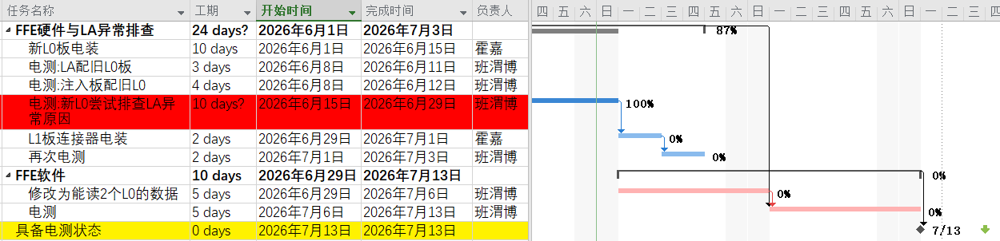 任务名称 工期 开始时间 完成时间 负责人 四 五 六 日 一 二 三 四 五 六 日 一 二 三 四 五 六 日 一 二 三 四
FFE硬件与LA异常排查 24 days? 2026年6月1日 2026年7月3日 87%
新L0板电装 10 days 2026年6月1日 2026年6月15日 霍嘉
电测:LA配旧L0板 3 days 2026年6月8日 2026年6月11日 班渭博
电测:注入板配旧L0 4 days 2026年6月8日 2026年6月12日 班渭博
电测:新L0尝试排查LA异 10 days? 2026年6月15日 2026年6月29日 班渭博 100%
常原因
L1板连接器电装 2 days 2026年6月29日 2026年7月1日 霍嘉 0%
再次电测 2 days 2026年7月1日 2026年7月3日 班渭博 0%
FFE软件 10 days 2026年6月29日 2026年7月13日 0%
修改为能读2个L0的数据 5 days 2026年6月29日 2026年7月6日 班渭博 0%
电测 5 days 2026年7月6日 2026年7月13日 班渭博 0%
具备电测状态 0 days 2026年7月13日 2026年7月13日 7/13